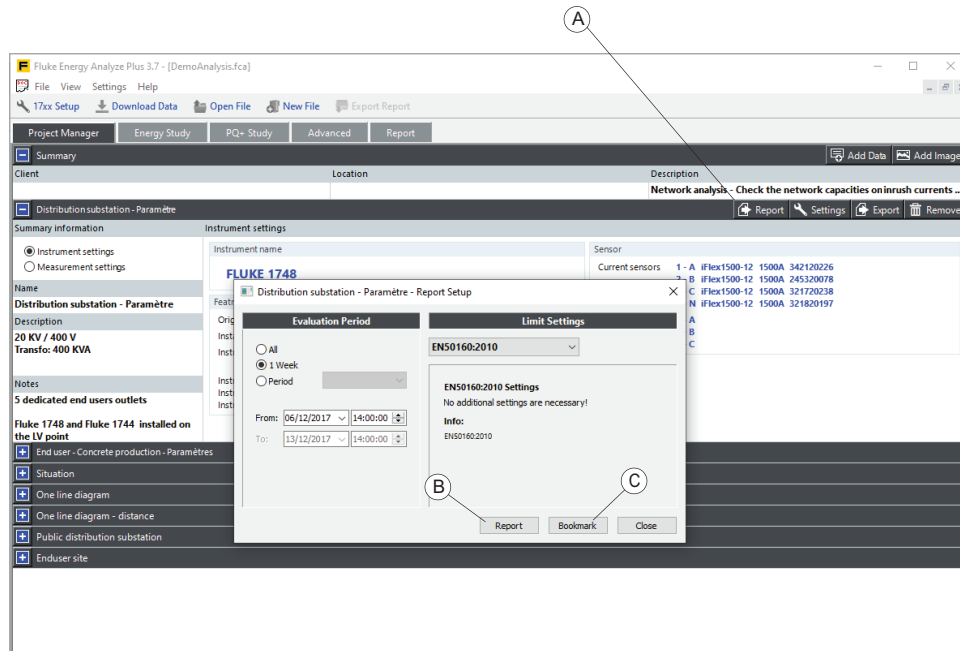 A
Fluke Energy Analyze Plus 3.7 - [DemoAnalysis.fca]
File View Settings Help
17xx Setup Download Data Open File New File Export Report
Project Manager Energy Study PQ+ Study Advanced Report
Summary Add Data Add Image
Client Location Description
Network analysis - Check the network capacities on inrush currents ...
Distribution substation - Paramètre Report Settings Export Remove
Summary information Instrument settings
Instrument settings
Measurement settings
Instrument name
FLUKE 1748
Sensor
Current sensors 1 - A iFlex1500-12 1500A 342120226
2 - B iFlex1500-12 1500A 245320078
C iFlex1500-12 1500A 321720238
N iFlex1500-12 1500A 321820197
A
B
C
Name
Distribution substation - Paramètre
Description
20 KV / 400 V
Transfo: 400 KVA
Notes
5 dedicated end users outlets
Fluke 1748 and Fluke 1744 installed on
the LV point
Featr
Orig
Insta
Insti
Insti
Insti
Insti
Distribution substation - Paramètre - Report Setup
Evaluation Period
All
1 Week
Period
From: 06/12/2017 14:00:00
To: 13/12/2017 14:00:00
Limit Settings
EN50160:2010
EN50160:2010 Settings
No additional settings are necessary!
Info:
EN50160:2010
B
C
Report Bookmark Close
End user - Concrete production - Paramètres
Situation
One line diagram
One line diagram - distance
Public distribution substation
Enduser site